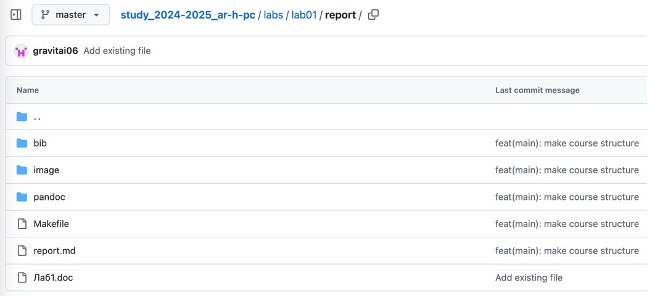 master study_2024-2025_ar-h-pc / labs / lab01 / report /
gravitai06 Add existing file
Name Last commit message
..
bib feat(main): make course structure
image feat(main): make course structure
pandoc feat(main): make course structure
Makefile feat(main): make course structure
report.md feat(main): make course structure
Лаб1.doc Add existing file